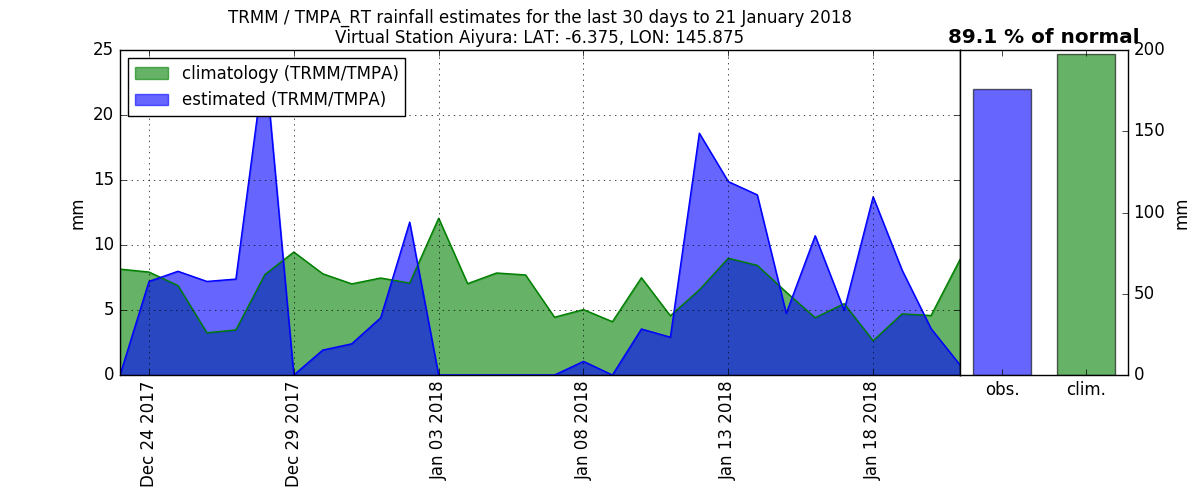 TRMM / TMPA_RT rainfall estimates for the last 30 days to 21 January 2018
Virtual Station Aiyura: LAT: -6.375, LON: 145.875
89.1 % of normal
climatology (TRMM/TMPA)
estimated (TRMM/TMPA)
25
20
15
10
5
0
mm
200
150
100
50
0
mm
Dec 24 2017
Dec 29 2017
Jan 03 2018
Jan 08 2018
Jan 13 2018
Jan 18 2018
obs.
clim.